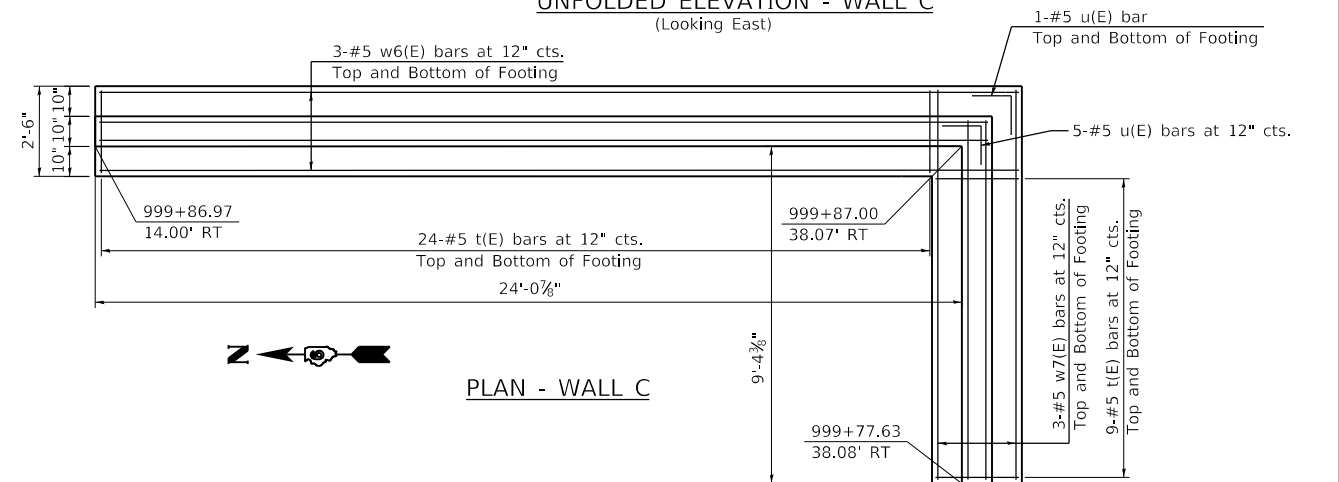 UNFOLDED ELEVATION - WALL C
(Looking East)
1-#5 u(E) bar
Top and Bottom of Footing
3-#5 w6(E) bars at 12" cts.
Top and Bottom of Footing
2'-6"
10"
10"
10"
5-#5 u(E) bars at 12" cts.
999+86.97
14.00' RT
999+87.00
38.07' RT
24-#5 t(E) bars at 12" cts.
Top and Bottom of Footing
24'-0⅞"
N
9'-4⅜"
3-#5 w7(E) bars at 12" cts.
Top and Bottom of Footing
9-#5 t(E) bars at 12" cts.
Top and Bottom of Footing
PLAN - WALL C
999+77.63
38.08' RT